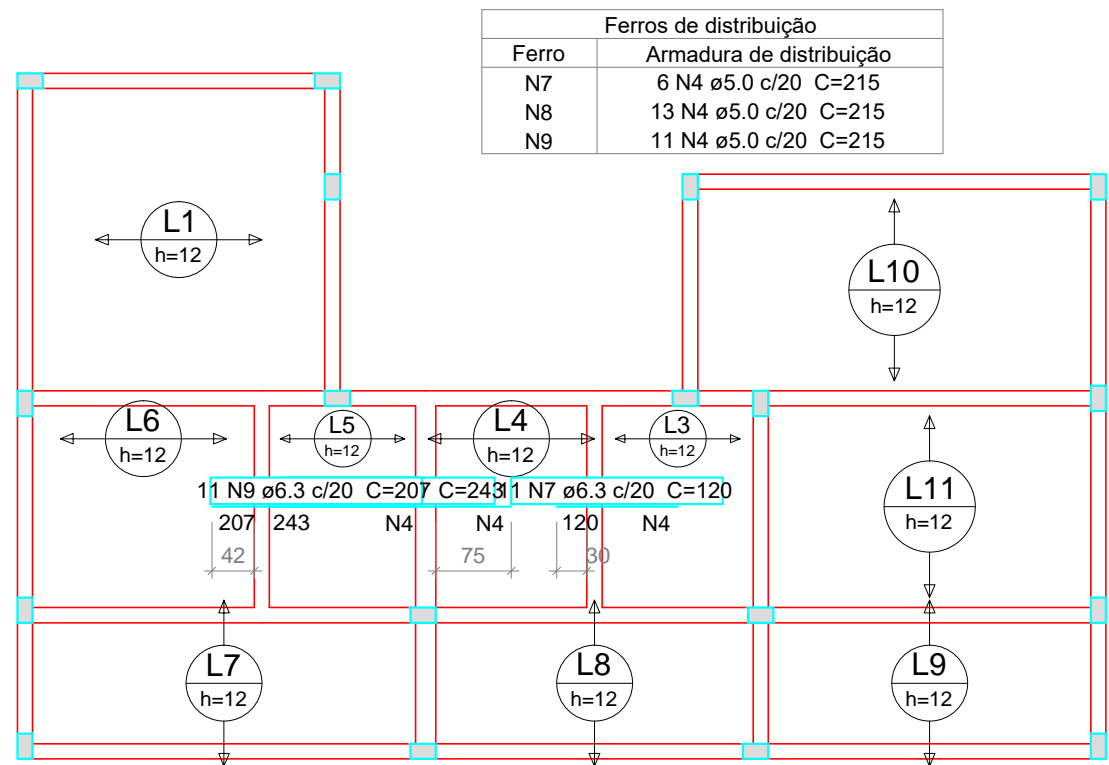 Ferros de distribuição
Ferro Armadura de distribuição
N7 6 N4 ø5.0 c/20 C=215
N8 13 N4 ø5.0 c/20 C=215
N9 11 N4 ø5.0 c/20 C=215
L1
h=12
L10
h=12
L6
h=12
L5
h=12
L4
h=12
L3
h=12
L11
h=12
11 N9 ø6.3 c/20 C=207
C=243
11 N7 ø6.3 c/20 C=120
207 243 N4 N4 120 N4
42 75 30
L7
h=12
L8
h=12
L9
h=12